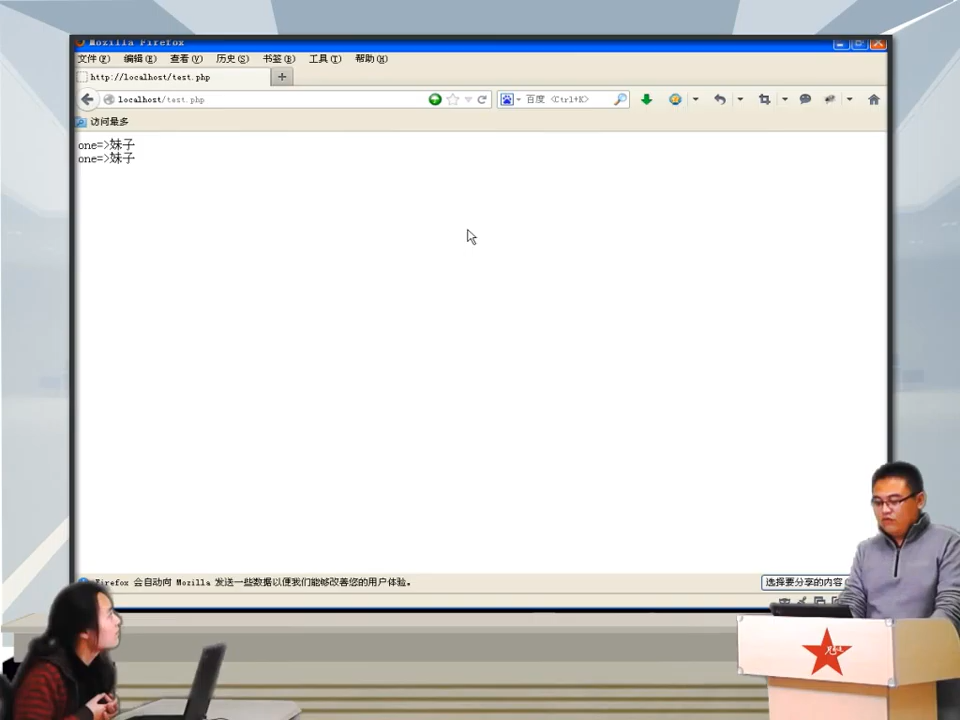 Mozilla Firefox
文件(F) 编辑(E) 查看(V) 历史(S) 书签(B) 工具(T) 帮助(H)
http://localhost/test.php +
localhost/test.php 百度 <Ctrl+K>
访问最多
one=>妹子
one=>妹子
Firefox 会自动向 Mozilla 发送一些数据以便我们能够改善您的用户体验。 选择要分享的内容(